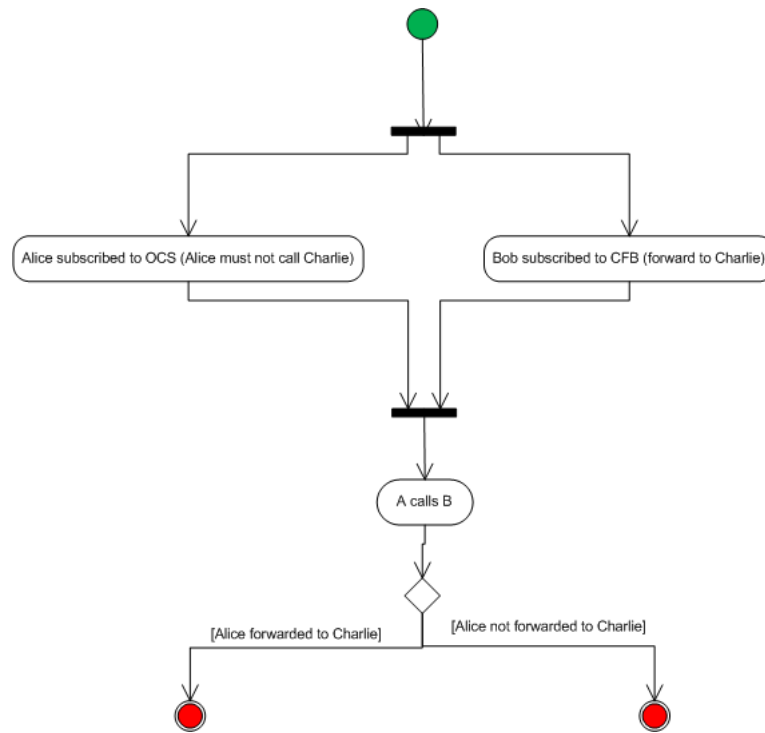 Alice subscribed to OCS (Alice must not call Charlie)
Bob subscribed to CFB (forward to Charlie)
A calls B
[Alice forwarded to Charlie]
[Alice not forwarded to Charlie]